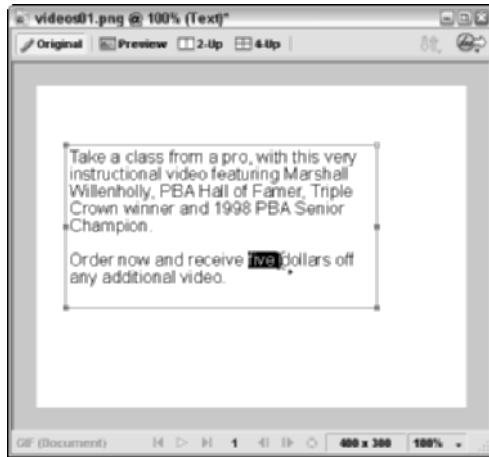 videos01.png @ 100% (Text)*
Original Preview 2-Up 4-Up
Take a class from a pro, with this very
instructional video featuring Marshall
Willenholly, PBA Hall of Famer, Triple
Crown winner and 1998 PBA Senior
Champion.
Order now and receive five dollars off
any additional video.
GIF (Document) 1 400 x 300 100%